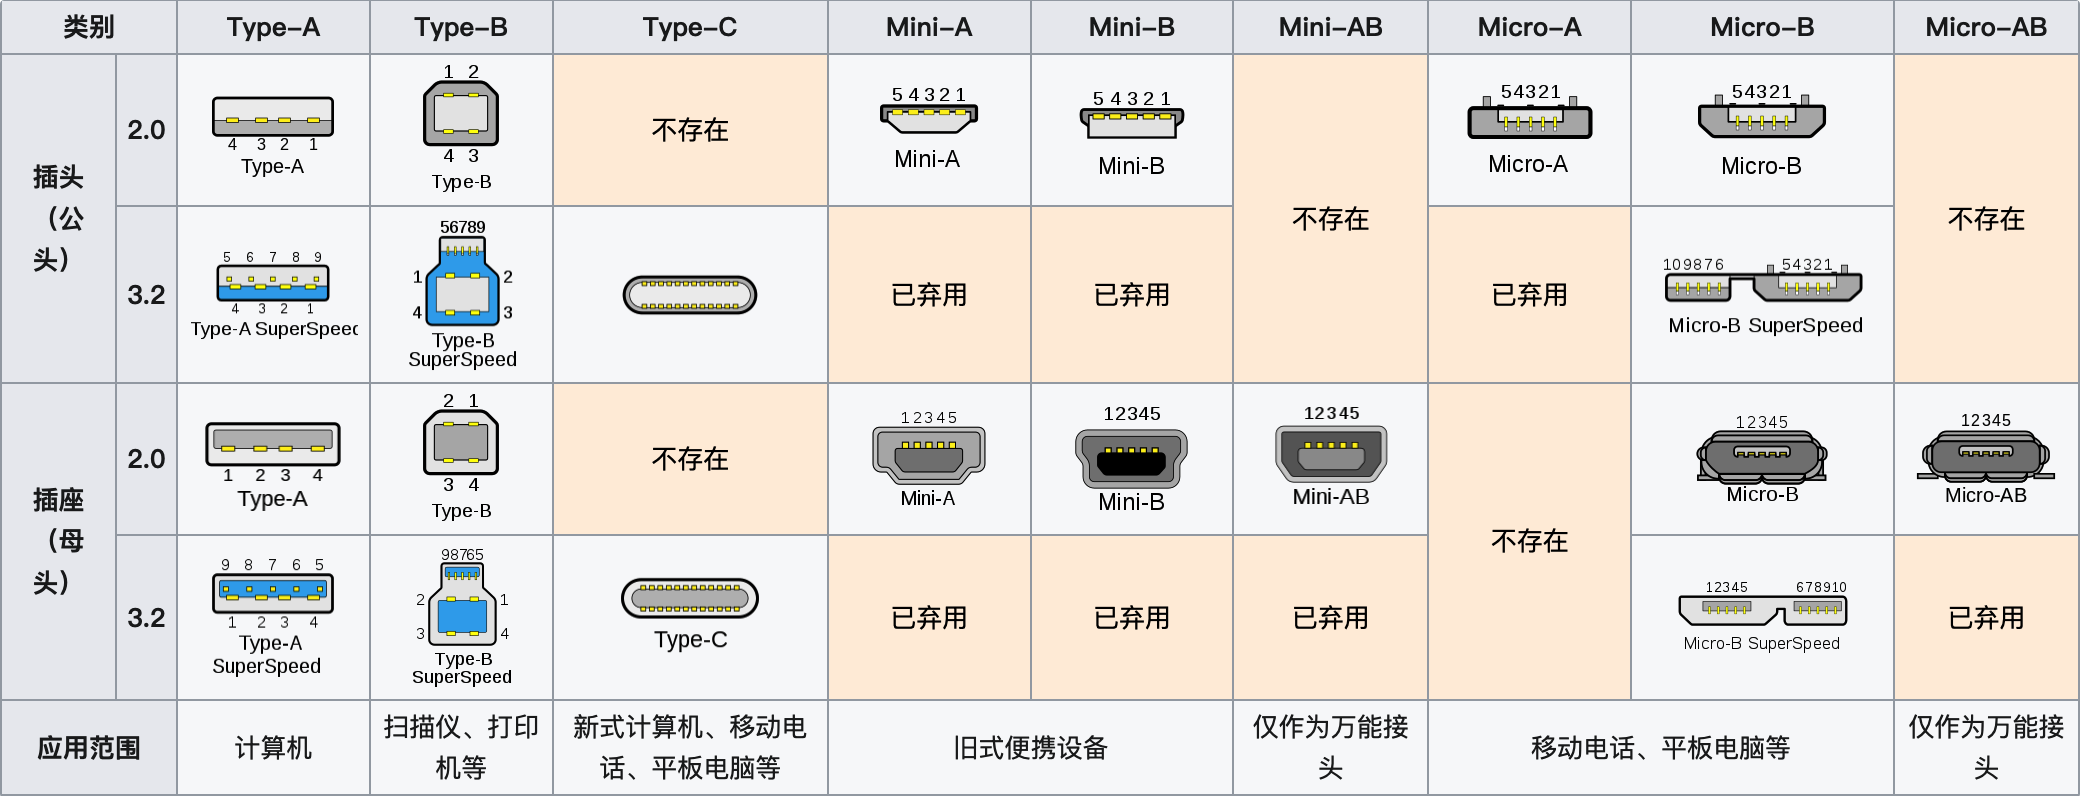 类别 Type-A Type-B Type-C Mini-A Mini-B Mini-AB Micro-A Micro-B Micro-AB
插头
（公
头）
2.0
4 3 2 1
Type-A
1 2
4 3
Type-B
不存在
5 4 3 2 1
Mini-A
5 4 3 2 1
Mini-B
不存在
54321
Micro-A
54321
Micro-B
不存在
3.2
5 6 7 8 9
4 3 2 1
Type-A SuperSpeed
56789
1 2
4 3
Type-B
SuperSpeed
已弃用
已弃用
已弃用
109876 54321
Micro-B SuperSpeed
插座
（母
头）
2.0
1 2 3 4
Type-A
2 1
3 4
Type-B
不存在
12345
Mini-A
12345
Mini-B
12345
Mini-AB
不存在
12345
Micro-B
12345
Micro-AB
3.2
9 8 7 6 5
1 2 3 4
Type-A
SuperSpeed
98765
2 1
3 4
Type-B
SuperSpeed
Type-C
已弃用
已弃用
已弃用
12345 678910
Micro-B SuperSpeed
已弃用
应用范围
计算机
扫描仪、打印
机等
新式计算机、移动电
话、平板电脑等
旧式便携设备
仅作为万能接
头
移动电话、平板电脑等
仅作为万能接
头